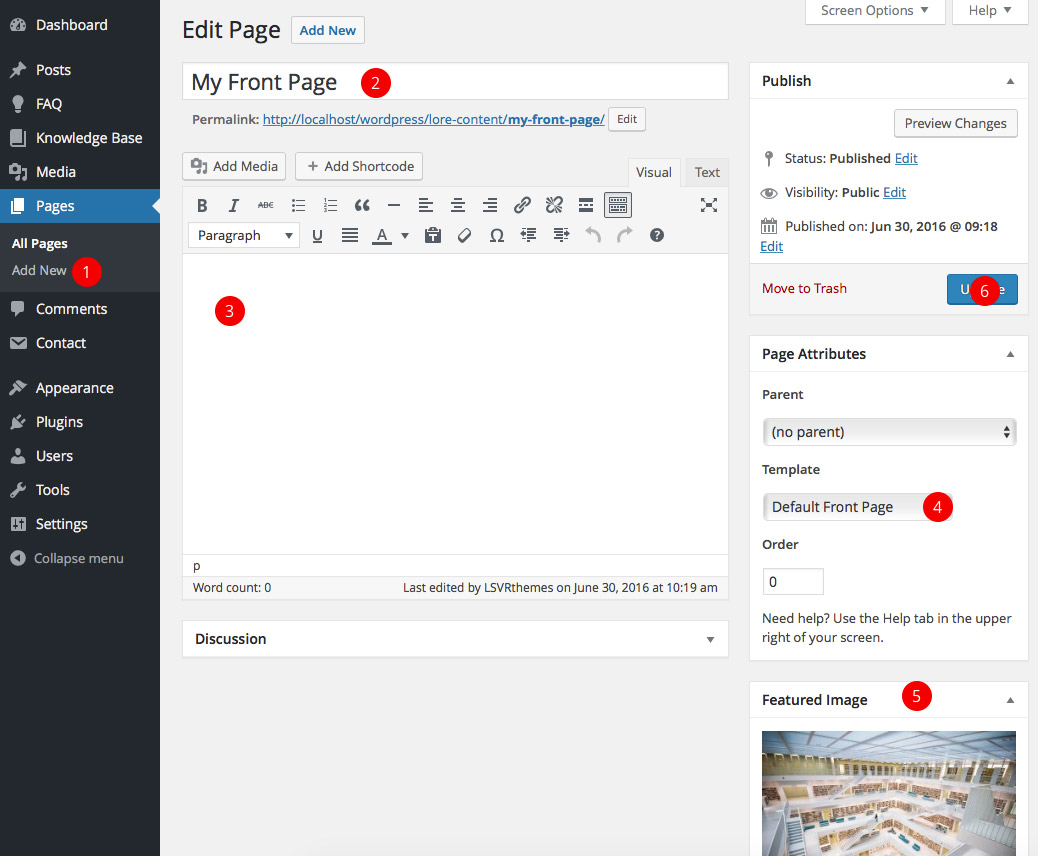 Dashboard
Posts
FAQ
Knowledge Base
Media
Pages
All Pages
Add New 1
Comments
Contact
Appearance
Plugins
Users
Tools
Settings
Collapse menu
Screen Options Help
Edit Page Add New
My Front Page 2
Permalink: http://localhost/wordpress/lore-content/my-front-page/ Edit
Add Media + Add Shortcode
Visual Text
B I ABC
Paragraph U A Ω ?
3
p
Word count: 0 Last edited by LSVRthemes on June 30, 2016 at 10:19 am
Discussion
Publish
Preview Changes
Status: Published Edit
Visibility: Public Edit
Published on: Jun 30, 2016 @ 09:18
Edit
Move to Trash 6
Page Attributes
Parent
(no parent)
Template
Default Front Page 4
Order
0
Need help? Use the Help tab in the upper
right of your screen.
Featured Image 5